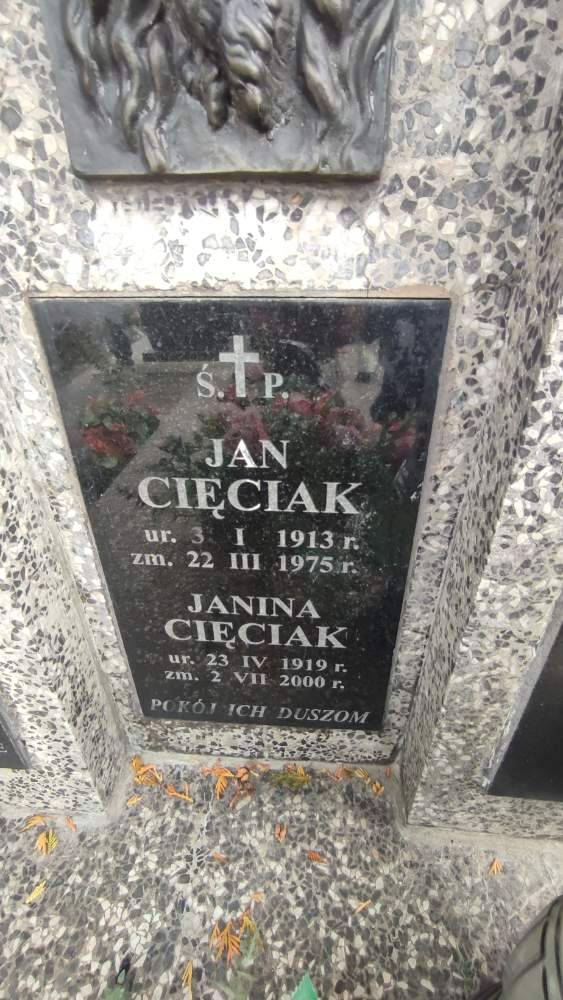 Ś. P.
JAN
CIĘCIAK
ur. 3 I 1913 r.
zm. 22 III 1975 r.
JANINA
CIĘCIAK
ur. 23 IV 1919 r.
zm. 2 VII 2000 r.
POKÓJ ICH DUSZOM